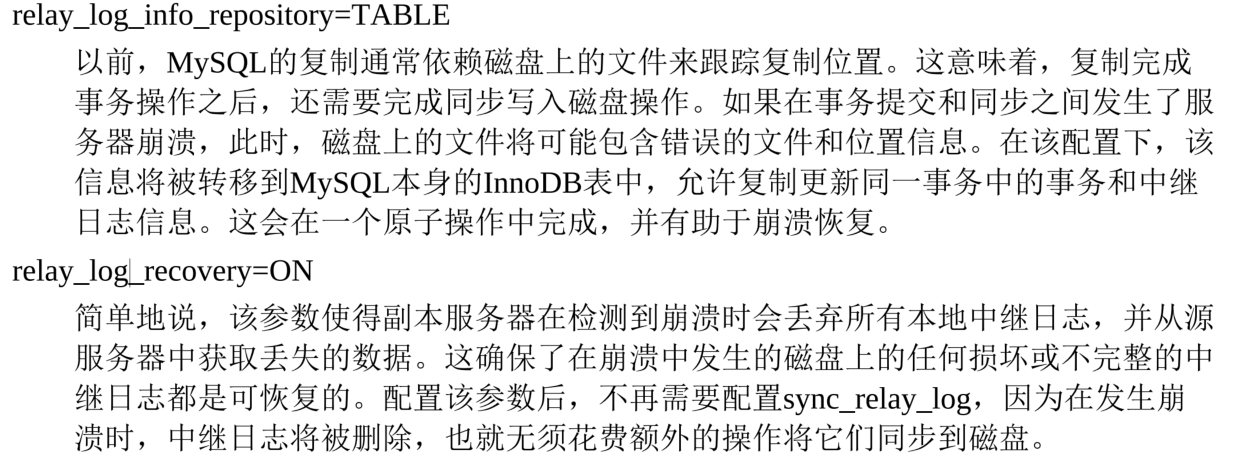 relay_log_info_repository=TABLE
以前，MySQL的复制通常依赖磁盘上的文件来跟踪复制位置。这意味着，复制完成
事务操作之后，还需要完成同步写入磁盘操作。如果在事务提交和同步之间发生了服
务器崩溃，此时，磁盘上的文件将可能包含错误的文件和位置信息。在该配置下，该
信息将被转移到MySQL本身的InnoDB表中，允许复制更新同一事务中的事务和中继
日志信息。这会在一个原子操作中完成，并有助于崩溃恢复。
relay_log_recovery=ON
简单地说，该参数使得副本服务器在检测到崩溃时会丢弃所有本地中继日志，并从源
服务器中获取丢失的数据。这确保了在崩溃中发生的磁盘上的任何损坏或不完整的中
继日志都是可恢复的。配置该参数后，不再需要配置sync_relay_log，因为在发生崩
溃时，中继日志将被删除，也就无须花费额外的操作将它们同步到磁盘。